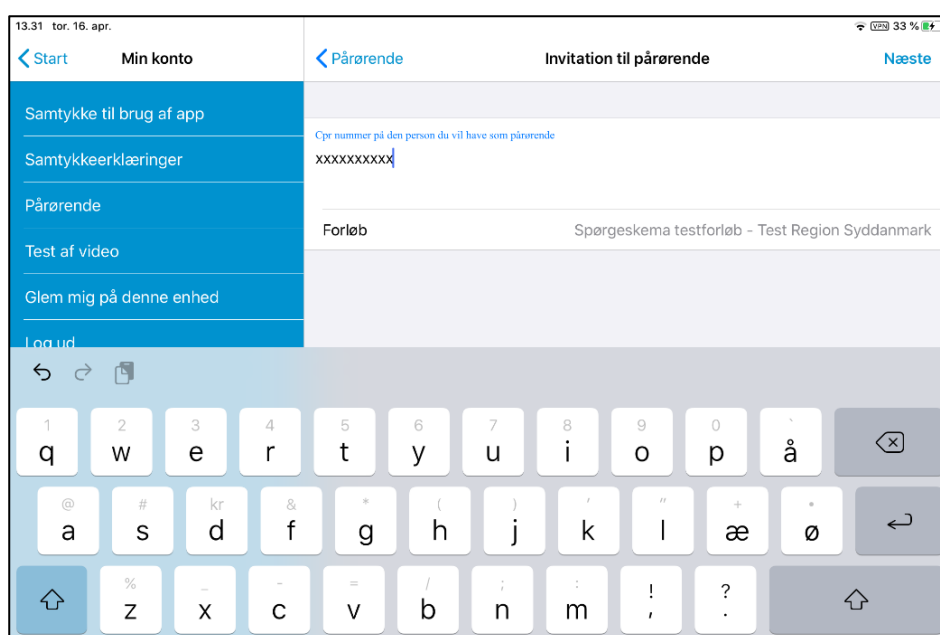 13.31 tor. 16. apr.
VPN 33 %
Start
Min konto
Pårørende
Invitation til pårørende
Næste
Samtykke til brug af app
Samtykkeerklæringer
Pårørende
Test af video
Glem mig på denne enhed
Log ud
Cpr nummer på den person du vil have som pårørende
xxxxxxxxxx
Forløb
Spørgeskema testforløb - Test Region Syddanmark
1 2 3 4 5 6 7 8 9 0 `
q w e r t y u i o p å
@ # kr & * ( ) ' " + •
a s d f g h j k l æ ø
% _ - = / ; : ! ?
z x c v b n m , .